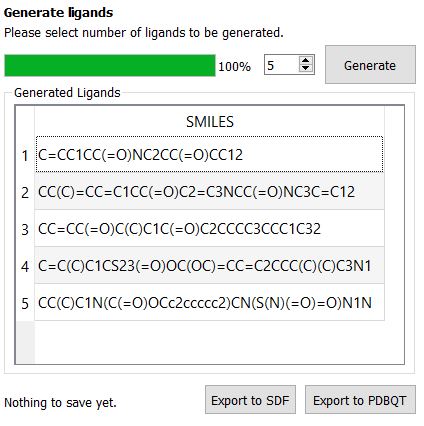 Generate ligands
Please select number of ligands to be generated.
100% 5 Generate
Generated Ligands
SMILES
1 C=CC1CC(=O)NC2CC(=O)CC12
2 CC(C)=CC=C1CC(=O)C2=C3NCC(=O)NC3C=C12
3 CC=CC(=O)C(C)C1C(=O)C2CCCC3CCC1C32
4 C=C(C)C1CS23(=O)OC(OC)=CC=C2CCC(C)(C)C3N1
5 CC(C)C1N(C(=O)OCc2ccccc2)CN(S(N)(=O)=O)N1N
Nothing to save yet. Export to SDF Export to PDBQT